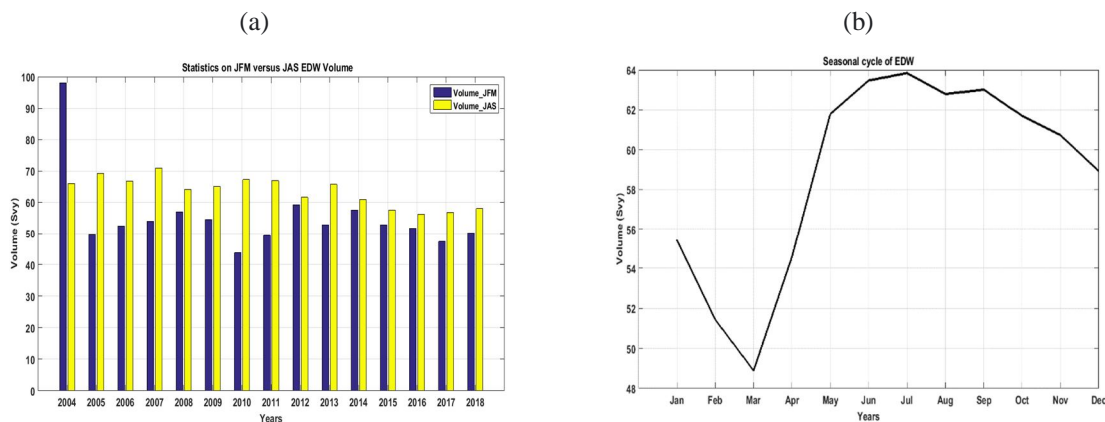 (a)
Statistics on JFM versus JAS EDW Volume
Volume_JFM
Volume_JAS
100
90
80
70
60
50
40
30
20
10
0
Volume (Svy)
2004 2005 2006 2007 2008 2009 2010 2011 2012 2013 2014 2015 2016 2017 2018
Years
(b)
Seasonal cycle of EDW
64
62
60
58
56
54
52
50
48
Volume (Svy)
Jan Feb Mar Apr May Jun Jul Aug Sep Oct Nov Dec
Years